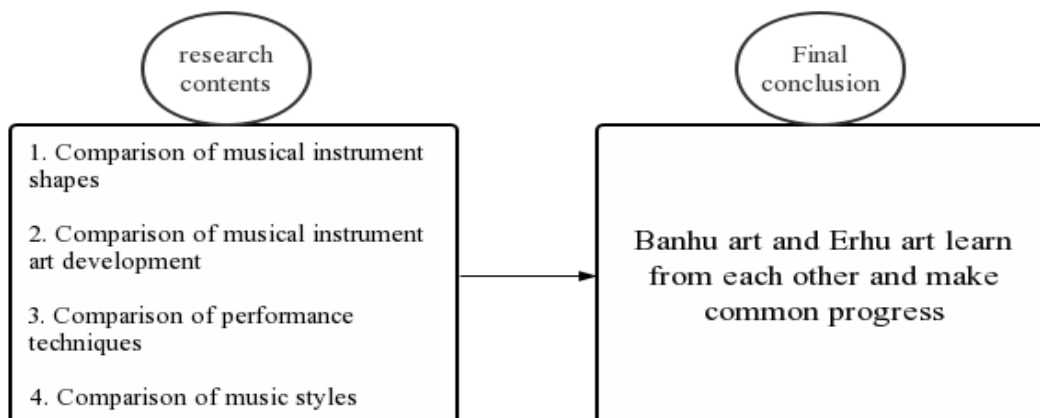 research
contents
1. Comparison of musical instrument
shapes
2. Comparison of musical instrument
art development
3. Comparison of performance
techniques
4. Comparison of music styles
Final
conclusion
Banhu art and Erhu art learn
from each other and make
common progress